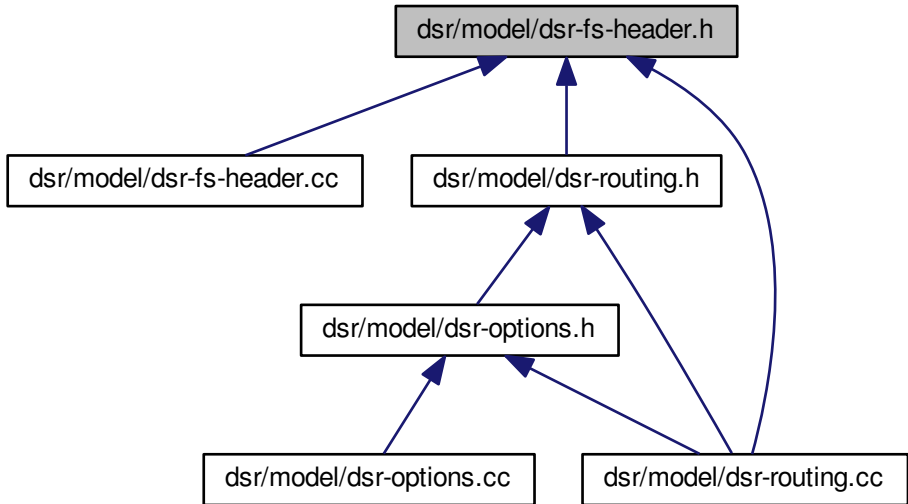 dsr/model/dsr-fs-header.h
dsr/model/dsr-fs-header.cc
dsr/model/dsr-routing.h
dsr/model/dsr-options.h
dsr/model/dsr-options.cc
dsr/model/dsr-routing.cc